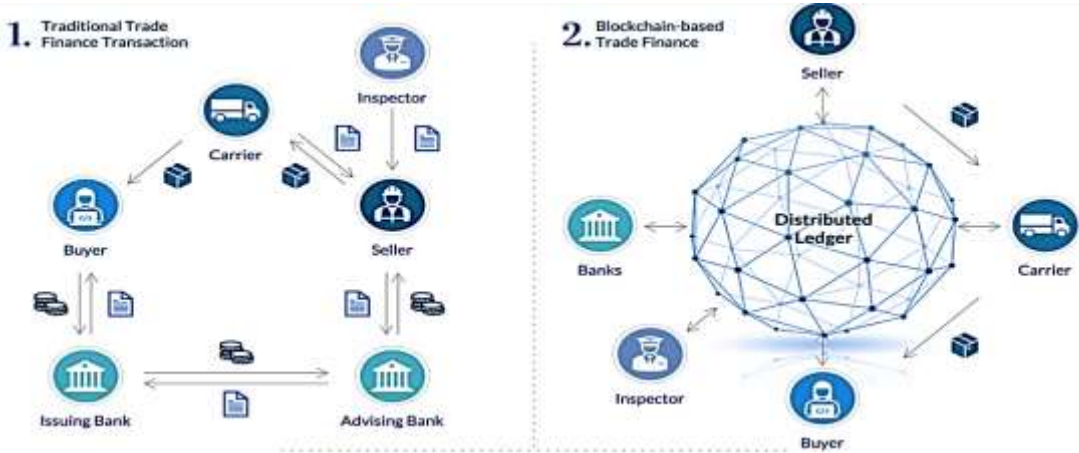 1. Traditional Trade
Finance Transaction
Inspector
Carrier
Buyer
Seller
Issuing Bank
Advising Bank
2. Blockchain-based
Trade Finance
Seller
Distributed
Ledger
Banks
Carrier
Inspector
Buyer